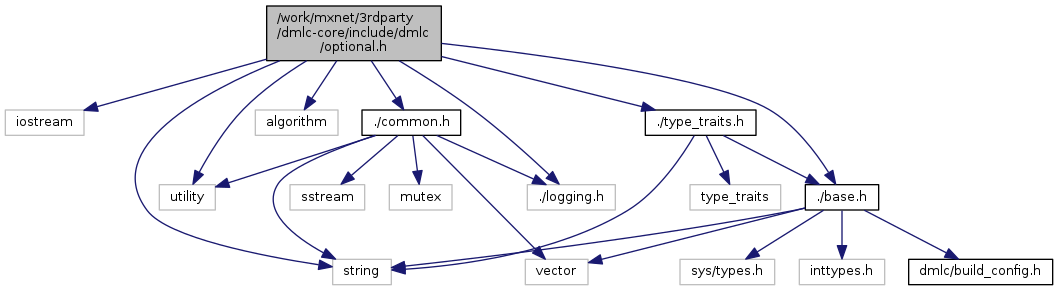 /work/mxnet/3rdparty
/dmlc-core/include/dmlc
/optional.h
iostream
algorithm
./common.h
./type_traits.h
utility
sstream
mutex
./logging.h
type_traits
./base.h
string
vector
sys/types.h
inttypes.h
dmlc/build_config.h